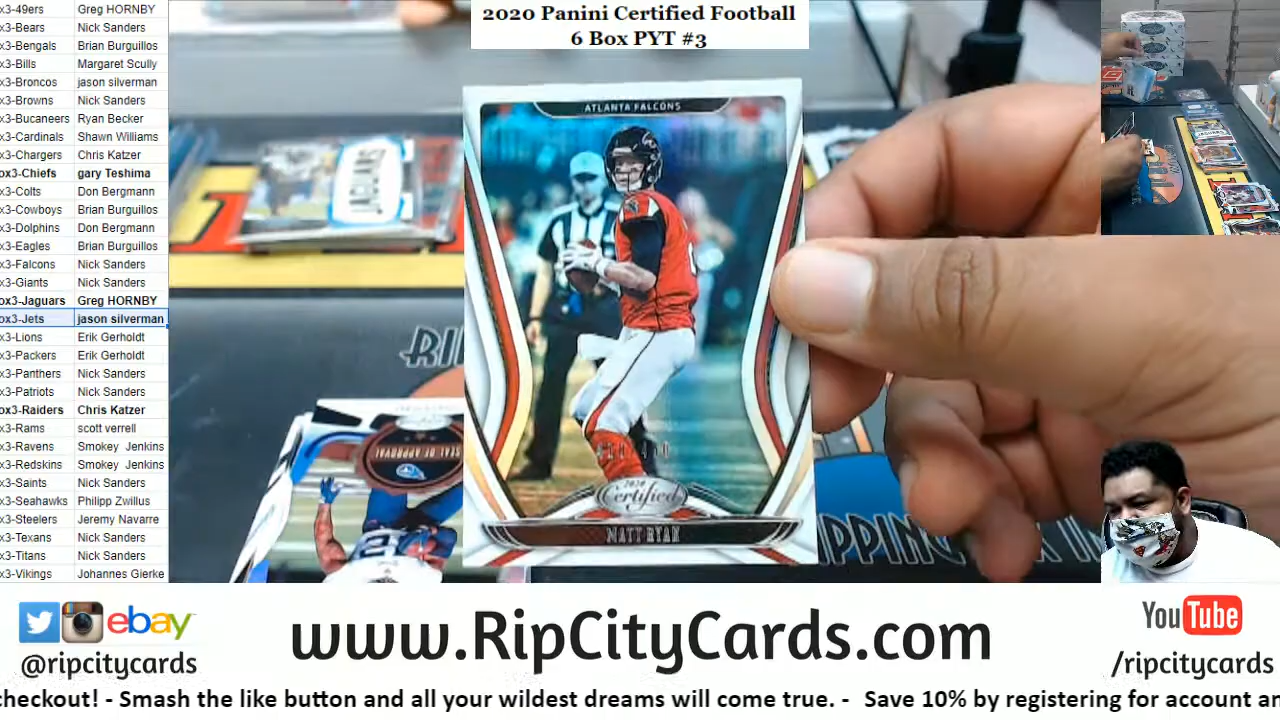 2020 Panini Certified Football
6 Box PYT #3
x3-49ers Greg HORNBY
x3-Bears Nick Sanders
x3-Bengals Brian Burguillos
x3-Bills Margaret Scully
x3-Broncos jason silverman
x3-Browns Nick Sanders
x3-Bucaneers Ryan Becker
x3-Cardinals Shawn Williams
x3-Chargers Chris Katzer
ox3-Chiefs gary Teshima
x3-Colts Don Bergmann
x3-Cowboys Brian Burguillos
x3-Dolphins Don Bergmann
x3-Eagles Brian Burguillos
x3-Falcons Nick Sanders
x3-Giants Nick Sanders
ox3-Jaguars Greg HORNBY
ox3-Jets jason silverman
x3-Lions Erik Gerholdt
x3-Packers Erik Gerholdt
x3-Panthers Nick Sanders
x3-Patriots Nick Sanders
ox3-Raiders Chris Katzer
x3-Rams scott verrell
x3-Ravens Smokey Jenkins
x3-Redskins Smokey Jenkins
x3-Saints Nick Sanders
x3-Seahawks Philipp Zwillus
x3-Steelers Jeremy Navarre
x3-Texans Nick Sanders
x3-Titans Nick Sanders
x3-Vikings Johannes Gierke
ATLANTA FALCONS
2020
Certified
MATT RYAN
JAGUARS
SEAL OF APPROVAL
RI
PPING
ebay
@ripcitycards
www.RipCityCards.com
YouTube
/ripcitycards
checkout! - Smash the like button and all your wildest dreams will come true. - Save 10% by registering for account an